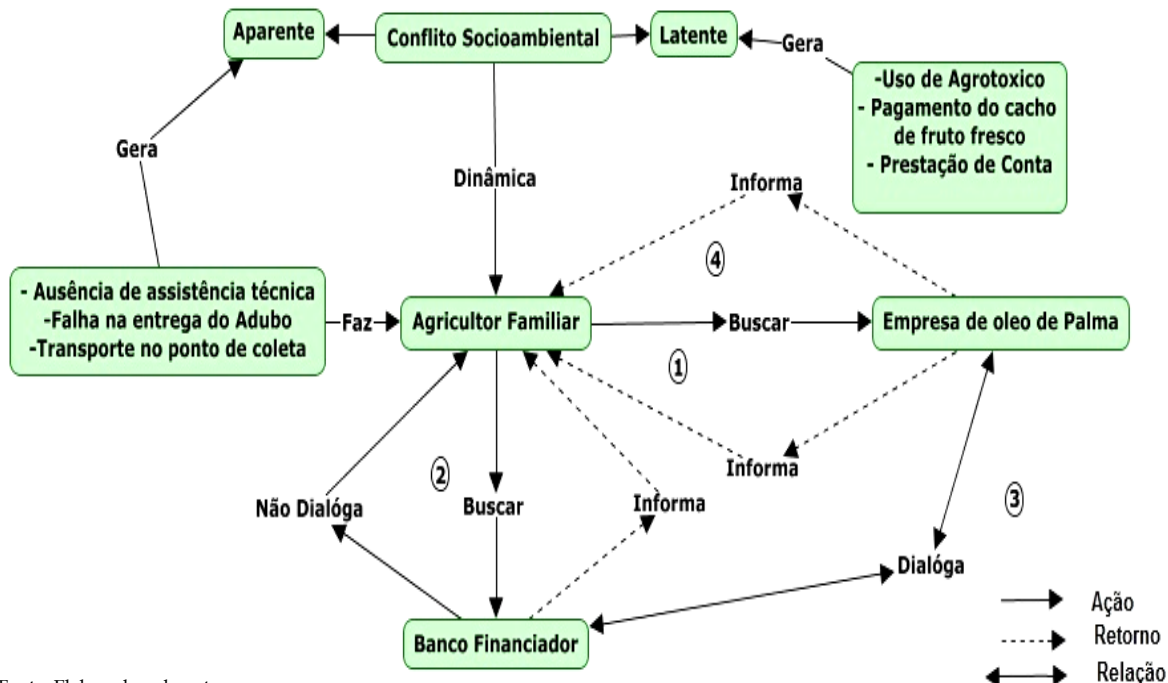 Aparente
Conflito Socioambiental
Latente
Gera
-Uso de Agrotoxico
- Pagamento do cacho
de fruto fresco
- Prestação de Conta
Gera
Dinâmica
Informa
4
- Ausência de assistência técnica
-Falha na entrega do Adubo
-Transporte no ponto de coleta
Faz
Agricultor Familiar
Buscar
Empresa de oleo de Palma
1
Informa
2
Não Dialóga
Buscar
Informa
3
Dialóga
Banco Financiador
Ação
Retorno
Relação